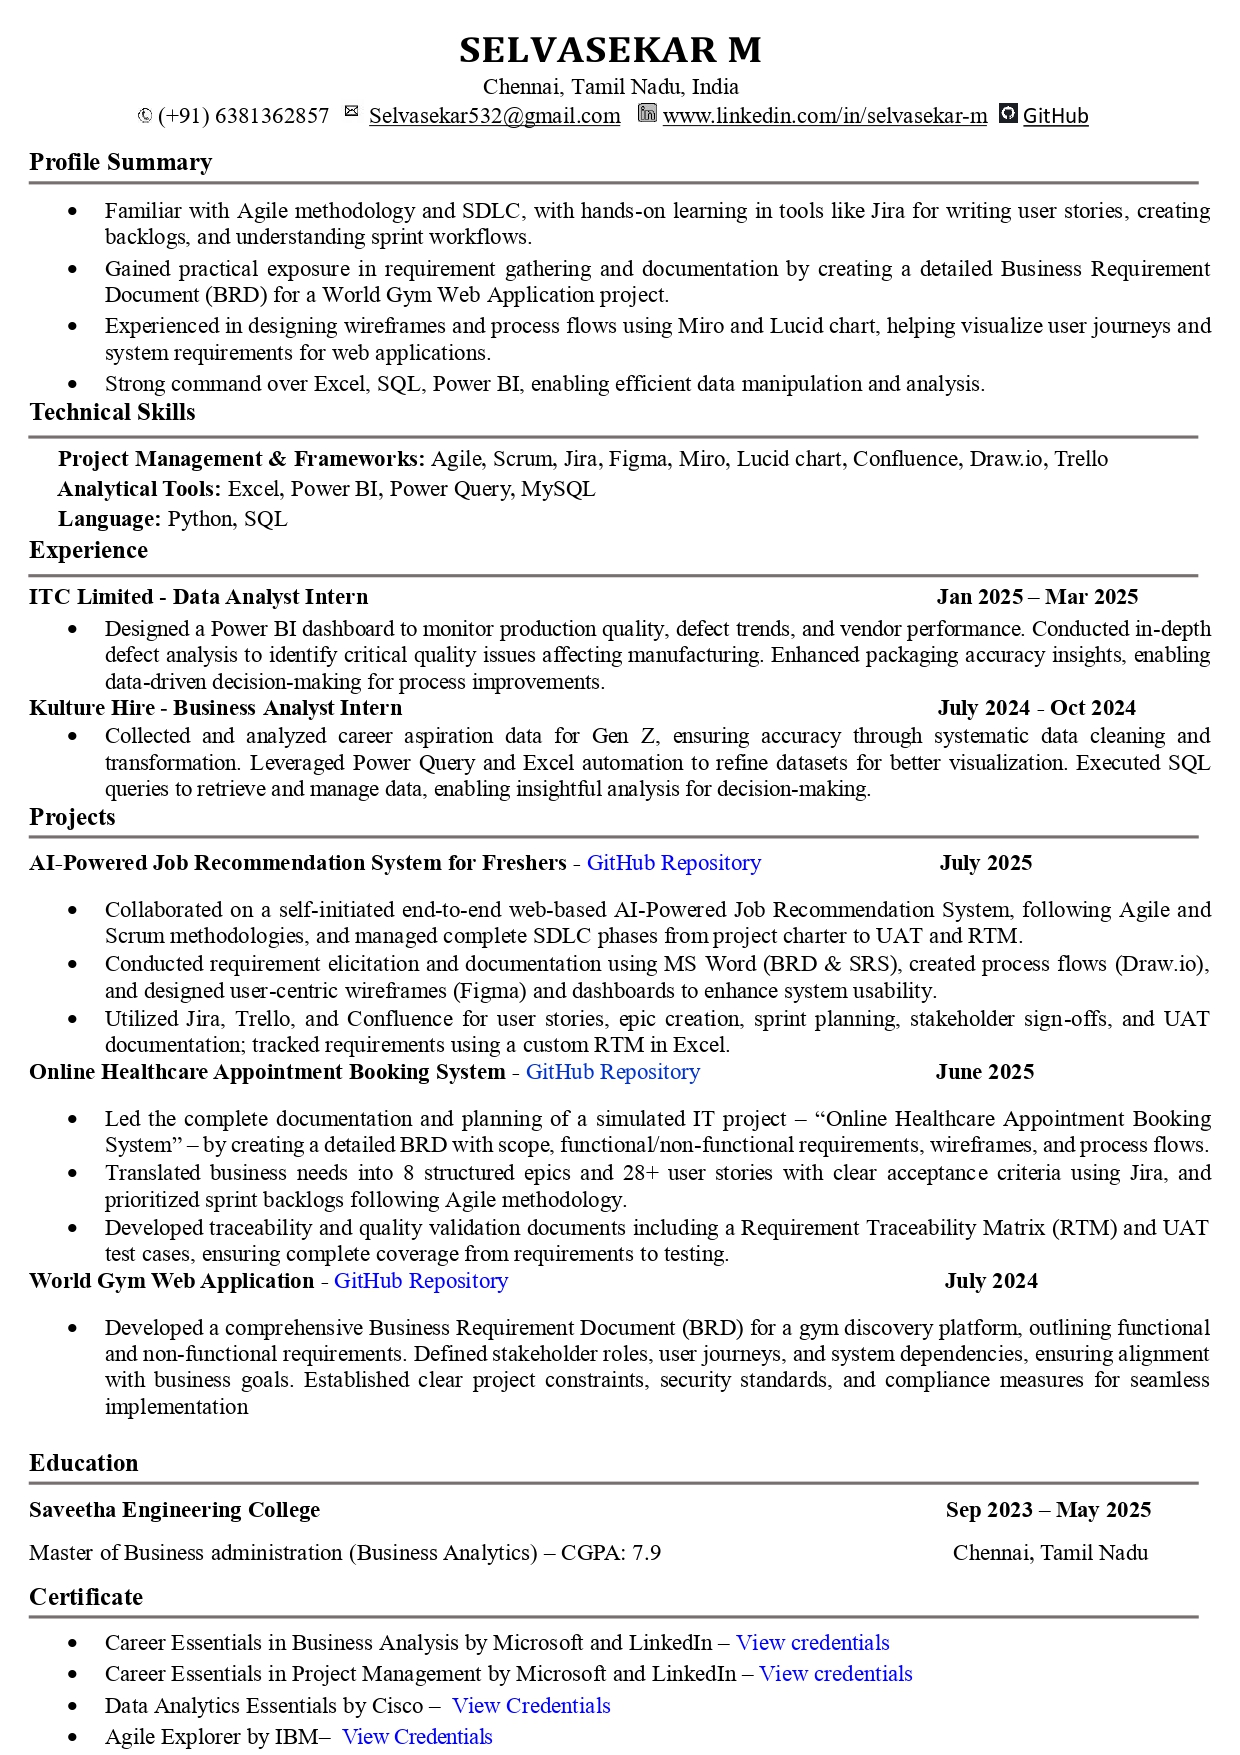 SELVASEKAR M
Chennai, Tamil Nadu, India
(+91) 6381362857 Selvasekar532@gmail.com www.linkedin.com/in/selvasekar-m GitHub
Profile Summary
• Familiar with Agile methodology and SDLC, with hands-on learning in tools like Jira for writing user stories, creating
backlogs, and understanding sprint workflows.
• Gained practical exposure in requirement gathering and documentation by creating a detailed Business Requirement
Document (BRD) for a World Gym Web Application project.
• Experienced in designing wireframes and process flows using Miro and Lucid chart, helping visualize user journeys and
system requirements for web applications.
• Strong command over Excel, SQL, Power BI, enabling efficient data manipulation and analysis.
Technical Skills
Project Management & Frameworks: Agile, Scrum, Jira, Figma, Miro, Lucid chart, Confluence, Draw.io, Trello
Analytical Tools: Excel, Power BI, Power Query, MySQL
Language: Python, SQL
Experience
ITC Limited - Data Analyst Intern Jan 2025 – Mar 2025
• Designed a Power BI dashboard to monitor production quality, defect trends, and vendor performance. Conducted in-depth
defect analysis to identify critical quality issues affecting manufacturing. Enhanced packaging accuracy insights, enabling
data-driven decision-making for process improvements.
Kulture Hire - Business Analyst Intern July 2024 - Oct 2024
• Collected and analyzed career aspiration data for Gen Z, ensuring accuracy through systematic data cleaning and
transformation. Leveraged Power Query and Excel automation to refine datasets for better visualization. Executed SQL
queries to retrieve and manage data, enabling insightful analysis for decision-making.
Projects
AI-Powered Job Recommendation System for Freshers - GitHub Repository July 2025
• Collaborated on a self-initiated end-to-end web-based AI-Powered Job Recommendation System, following Agile and
Scrum methodologies, and managed complete SDLC phases from project charter to UAT and RTM.
• Conducted requirement elicitation and documentation using MS Word (BRD & SRS), created process flows (Draw.io),
and designed user-centric wireframes (Figma) and dashboards to enhance system usability.
• Utilized Jira, Trello, and Confluence for user stories, epic creation, sprint planning, stakeholder sign-offs, and UAT
documentation; tracked requirements using a custom RTM in Excel.
Online Healthcare Appointment Booking System - GitHub Repository June 2025
• Led the complete documentation and planning of a simulated IT project – “Online Healthcare Appointment Booking
System” – by creating a detailed BRD with scope, functional/non-functional requirements, wireframes, and process flows.
• Translated business needs into 8 structured epics and 28+ user stories with clear acceptance criteria using Jira, and
prioritized sprint backlogs following Agile methodology.
• Developed traceability and quality validation documents including a Requirement Traceability Matrix (RTM) and UAT
test cases, ensuring complete coverage from requirements to testing.
World Gym Web Application - GitHub Repository July 2024
• Developed a comprehensive Business Requirement Document (BRD) for a gym discovery platform, outlining functional
and non-functional requirements. Defined stakeholder roles, user journeys, and system dependencies, ensuring alignment
with business goals. Established clear project constraints, security standards, and compliance measures for seamless
implementation
Education
Saveetha Engineering College Sep 2023 – May 2025
Master of Business administration (Business Analytics) – CGPA: 7.9 Chennai, Tamil Nadu
Certificate
• Career Essentials in Business Analysis by Microsoft and LinkedIn – View credentials
• Career Essentials in Project Management by Microsoft and LinkedIn – View credentials
• Data Analytics Essentials by Cisco – View Credentials
• Agile Explorer by IBM– View Credentials